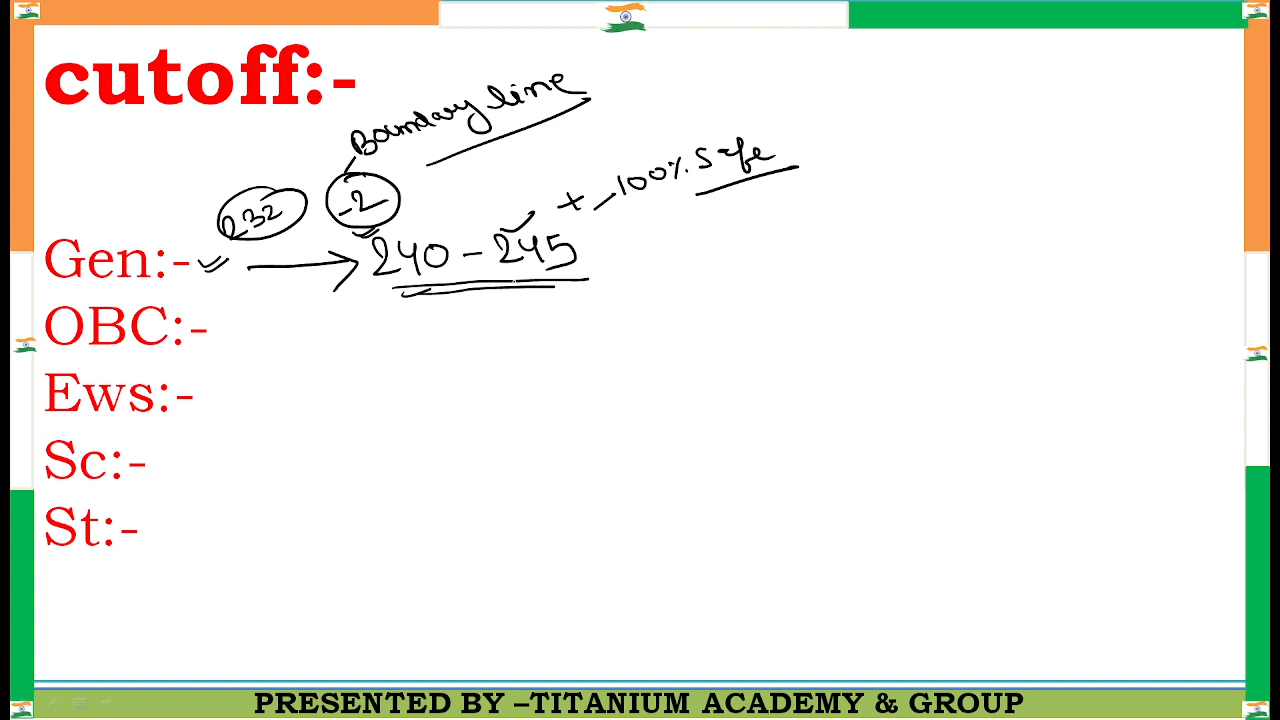 cutoff:-
Boundary line
232 -2 + 100% Safe
Gen:- 240 - 245
OBC:-
Ews:-
Sc:-
St:-
PRESENTED BY –TITANIUM ACADEMY & GROUP